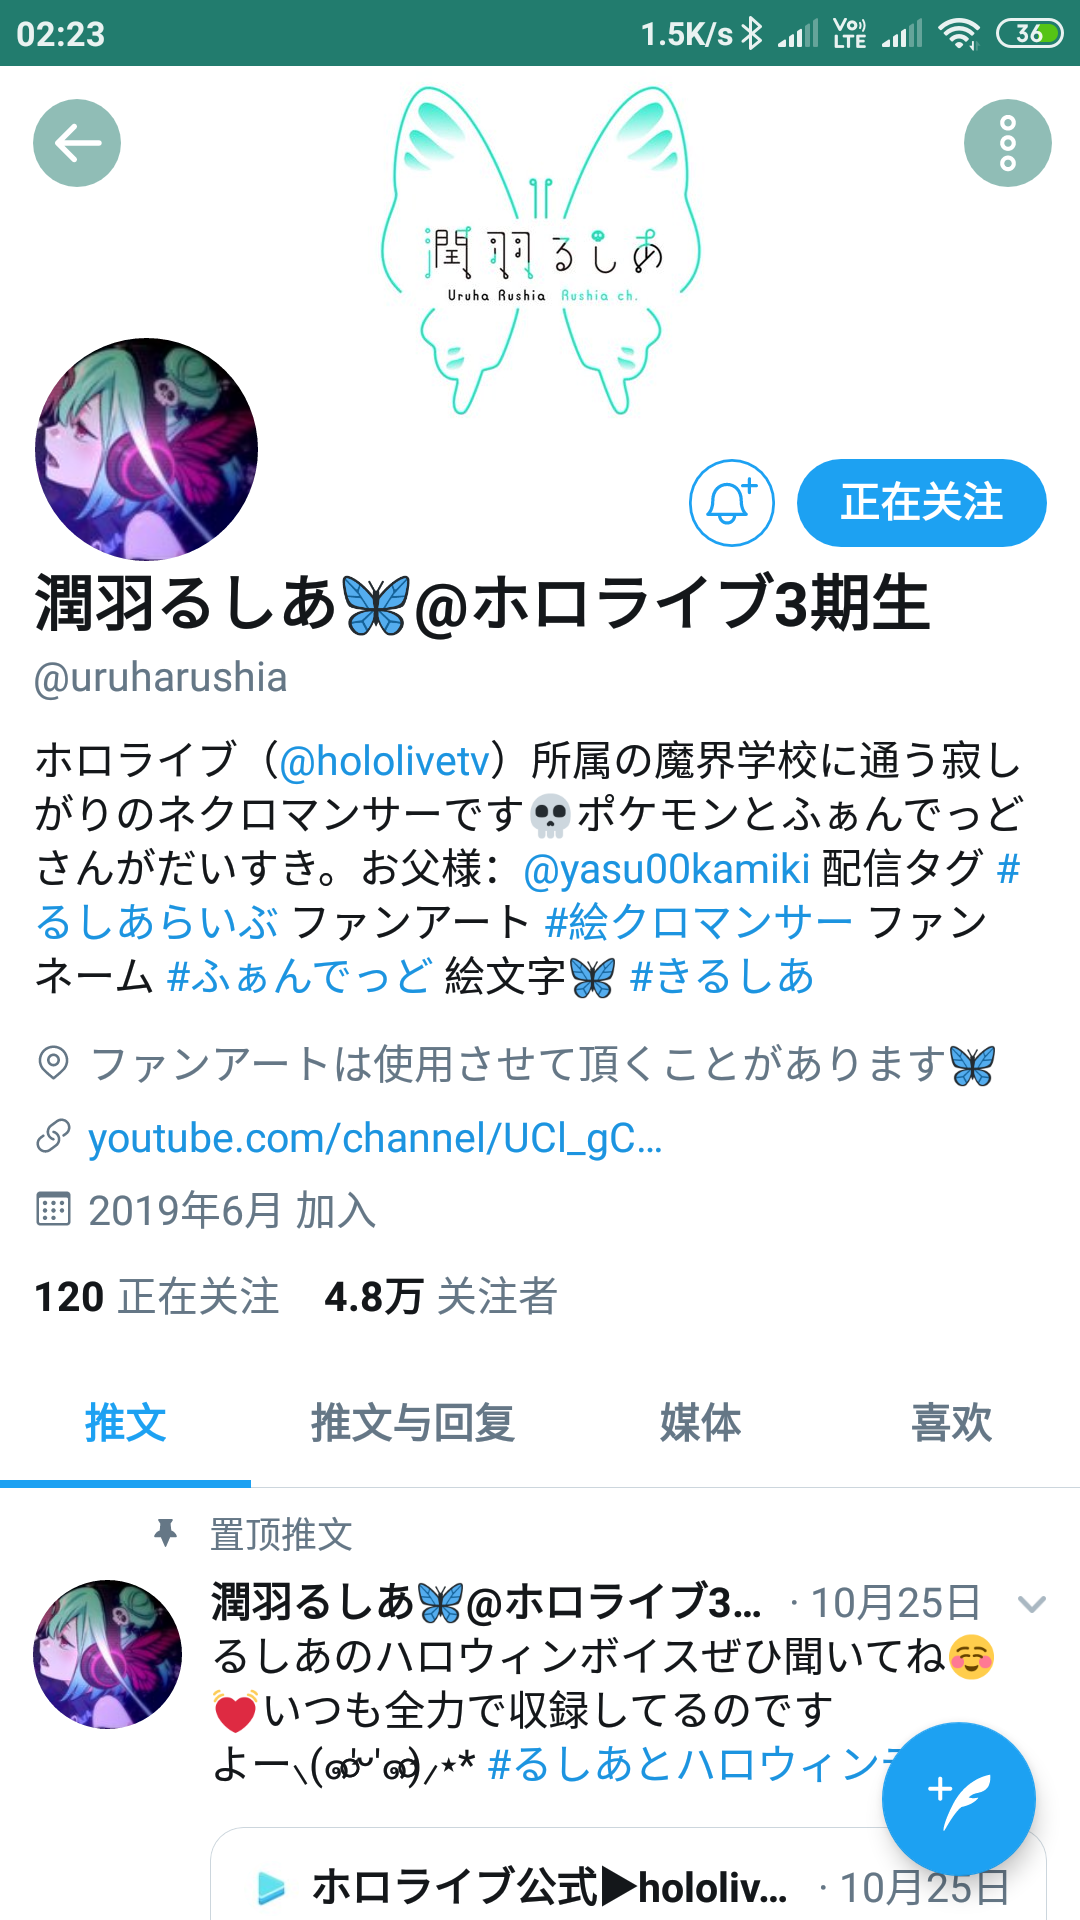 02:23
1.5K/s
Vo))
LTE
36
潤羽るしあ
Uruha Rushia Rushia ch.
正在关注
潤羽るしあ🦋@ホロライブ3期生
@uruharushia
ホロライブ（@hololivetv）所属の魔界学校に通う寂し
がりのネクロマンサーです💀ポケモンとふぁんでっど
さんがだいすき。お父様： @yasu00kamiki 配信タグ #
るしあらいぶ ファンアート #絵クロマンサー ファン
ネーム #ふぁんでっど 絵文字🦋 #きるしあ
ファンアートは使用させて頂くことがあります🦋
youtube.com/channel/UCl_gC...
2019年6月 加入
120 正在关注 4.8万 关注者
推文 推文与回复 媒体 喜欢
置顶推文
潤羽るしあ🦋@ホロライブ3... · 10月25日
るしあのハロウィンボイスぜひ聞いてね☺️
💓いつも全力で収録してるのです
よー⸜(๑’ᵕ’๑)⸝⋆* #るしあとハロウィン
ホロライブ公式▶hololiv... · 10月25日